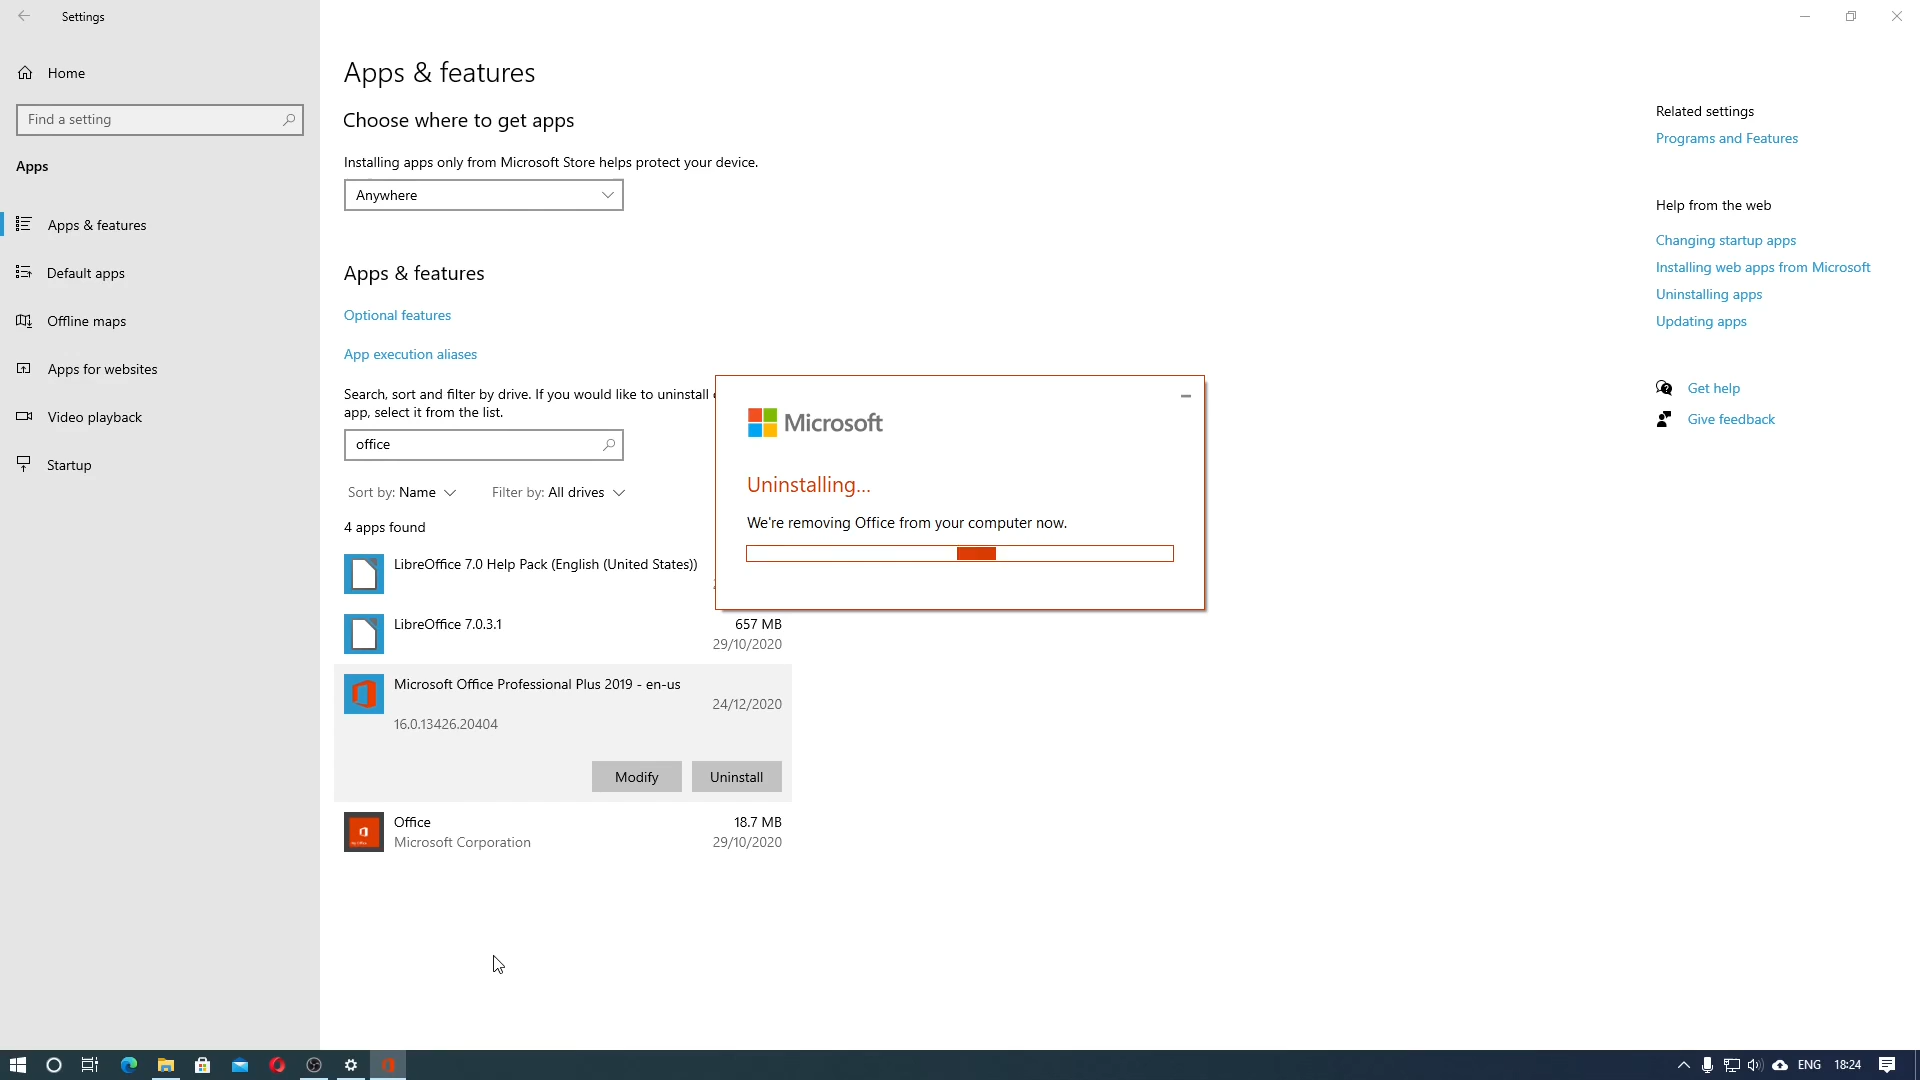 Settings
Home
Find a setting
Apps
Apps & features
Default apps
Offline maps
Apps for websites
Video playback
Startup
Apps & features
Choose where to get apps
Installing apps only from Microsoft Store helps protect your device.
Anywhere
Apps & features
Optional features
App execution aliases
Search, sort and filter by drive. If you would like to uninstall
app, select it from the list.
office
Sort by: Name
Filter by: All drives
4 apps found
LibreOffice 7.0 Help Pack (English (United States))
LibreOffice 7.0.3.1
657 MB
29/10/2020
Microsoft Office Professional Plus 2019 - en-us
24/12/2020
16.0.13426.20404
Modify
Uninstall
Office
18.7 MB
Microsoft Corporation
29/10/2020
Microsoft
Uninstalling...
We're removing Office from your computer now.
Related settings
Programs and Features
Help from the web
Changing startup apps
Installing web apps from Microsoft
Uninstalling apps
Updating apps
Get help
Give feedback
ENG
18:24